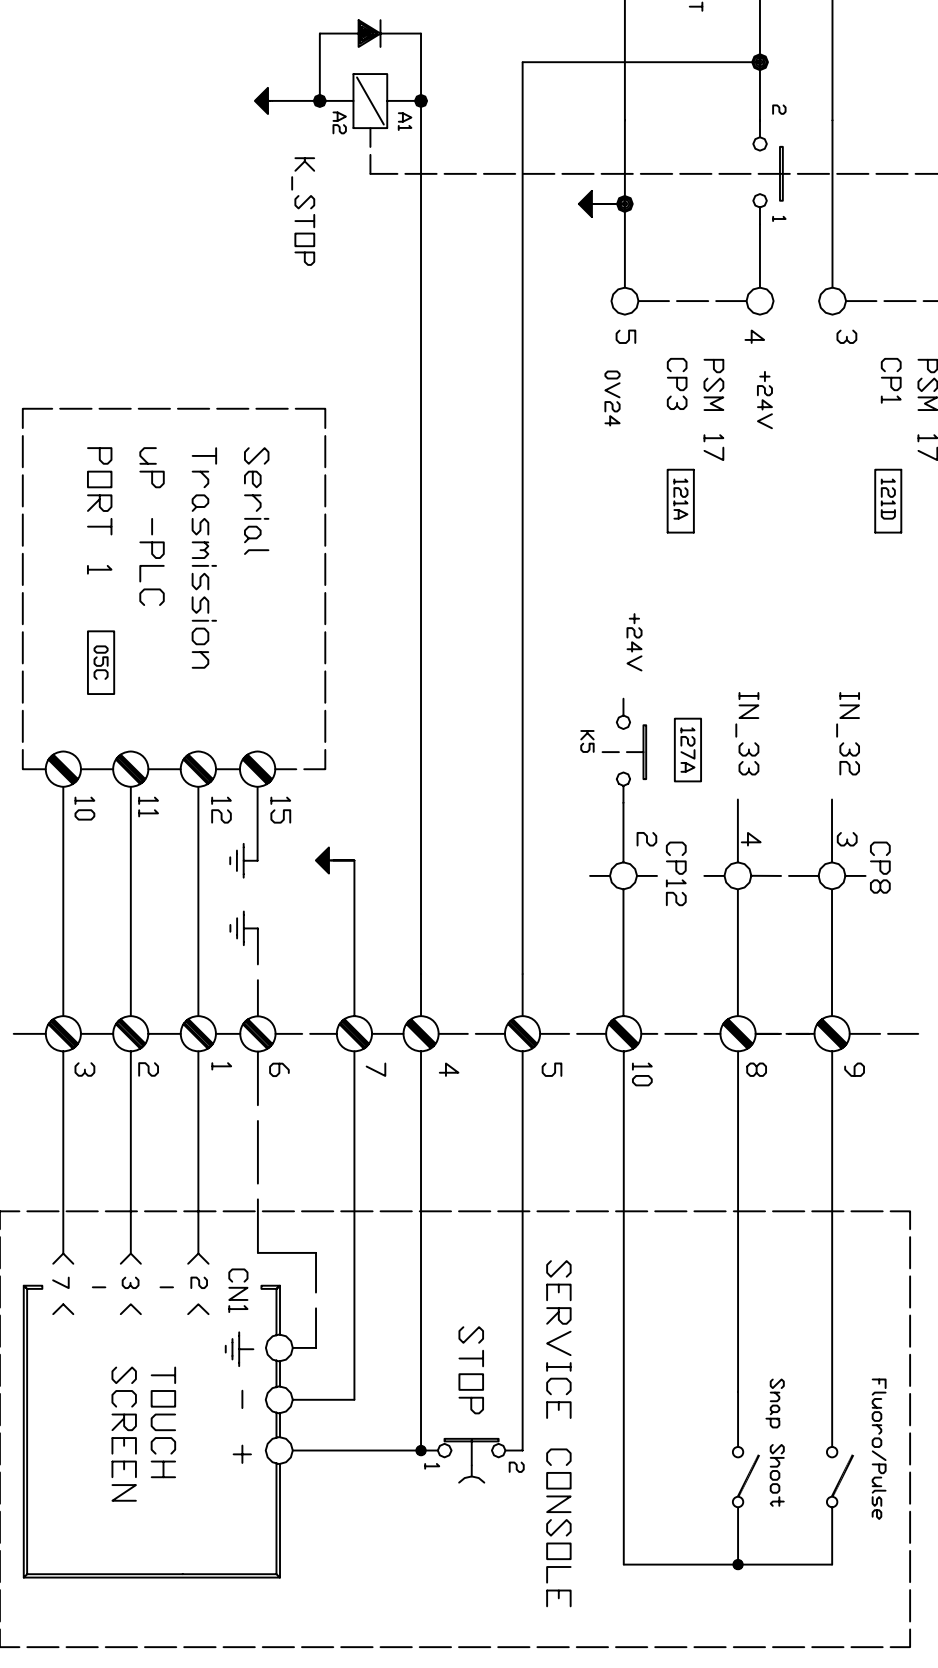 T
2
1
A1
A2
K_STOP
3
4
5
PSM 17
CP1
121D
+24V
PSM 17
CP3
121A
0V24
Serial
Trasmission
uP -PLC
PORT 1
05C
+24V
K5
127A
IN_33
IN_32
15
12
11
10
2
CP12
4
3
CP8
3
2
1
6
7
4
5
10
8
9
SERVICE CONSOLE
Fluoro/Pulse
Snap Shoot
STOP
1
2
CN1
2
3
7
-
+
TOUCH
SCREEN